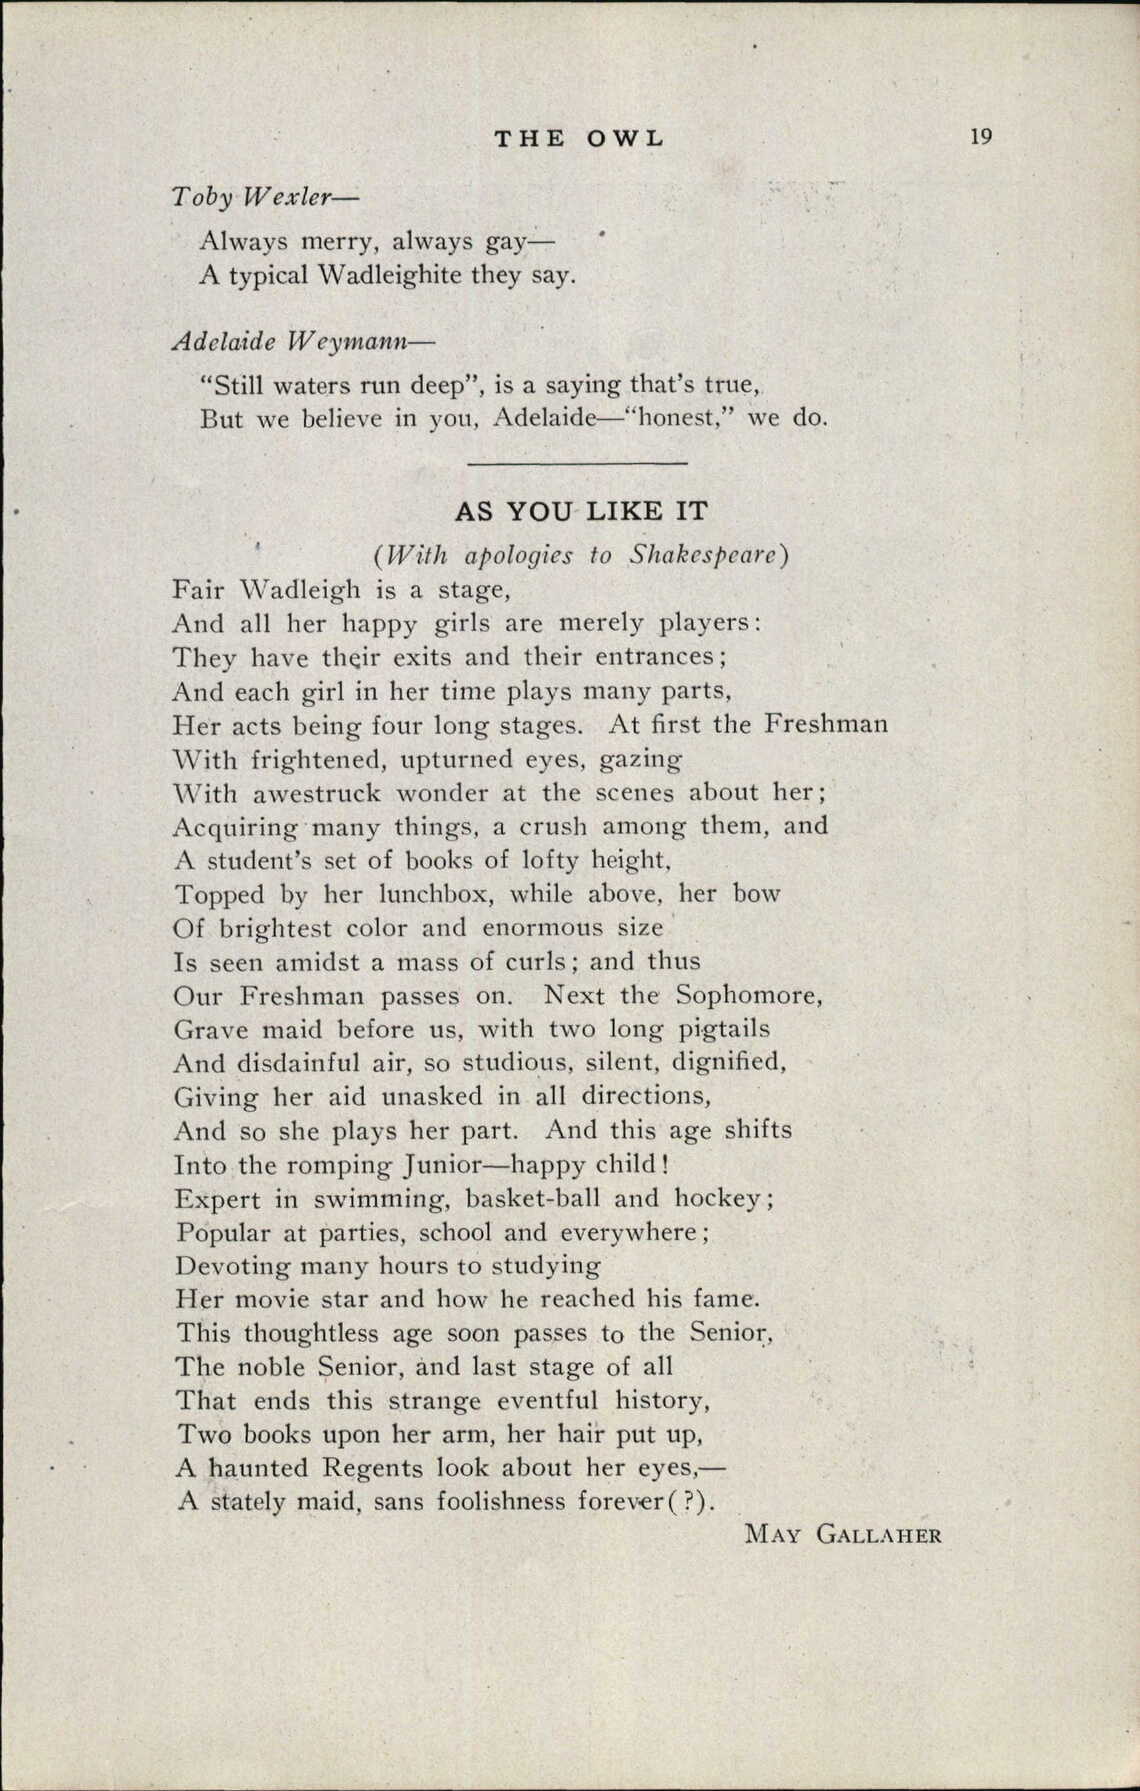 THE OWL 19
Toby Wexler—
Always merry, always gay—
A typical Wadleighite they say.
Adelaide Weymann—
“Still waters run deep”, is a saying that’s true,
But we believe in you, Adelaide—“honest,” we do.
AS YOU LIKE IT
(With apologies to Shakespeare)
Fair Wadleigh is a stage,
And all her happy girls are merely players:
They have their exits and their entrances;
And each girl in her time plays many parts,
Her acts being four long stages. At first the Freshman
With frightened, upturned eyes, gazing
With awestruck wonder at the scenes about her;
Acquiring many things, a crush among them, and
A student’s set of books of lofty height,
Topped by her lunchbox, while above, her bow
Of brightest color and enormous size
Is seen amidst a mass of curls; and thus
Our Freshman passes on. Next the Sophomore,
Grave maid before us, with two long pigtails
And disdainful air, so studious, silent, dignified,
Giving her aid unasked in all directions,
And so she plays her part. And this age shifts
Into the romping Junior—happy child!
Expert in swimming, basket-ball and hockey;
Popular at parties, school and everywhere;
Devoting many hours to studying
Her movie star and how he reached his fame.
This thoughtless age soon passes to the Senior,
The noble Senior, and last stage of all
That ends this strange eventful history,
Two books upon her arm, her hair put up,
A haunted Regents look about her eyes,—
A stately maid, sans foolishness forever(?).
MAY GALLAHER